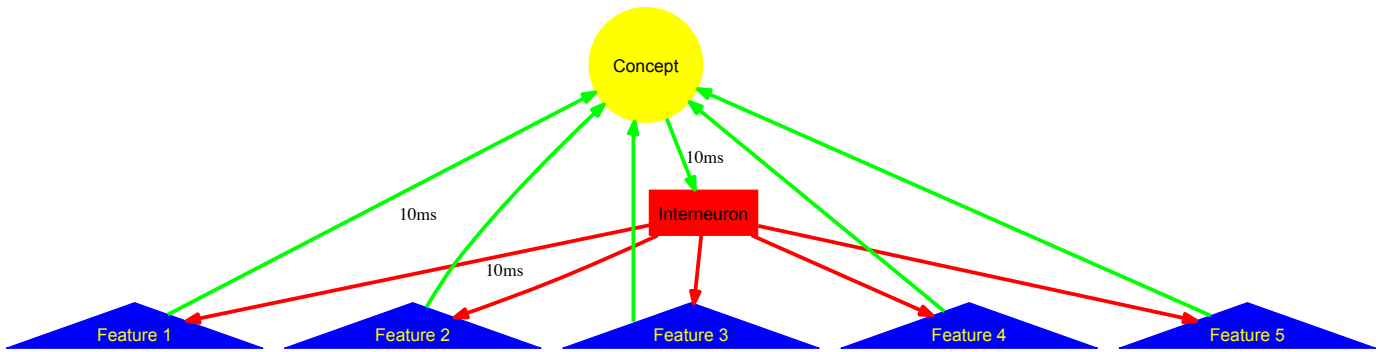 Concept
10ms
10ms
Interneuron
10ms
Feature 1
Feature 2
Feature 3
Feature 4
Feature 5